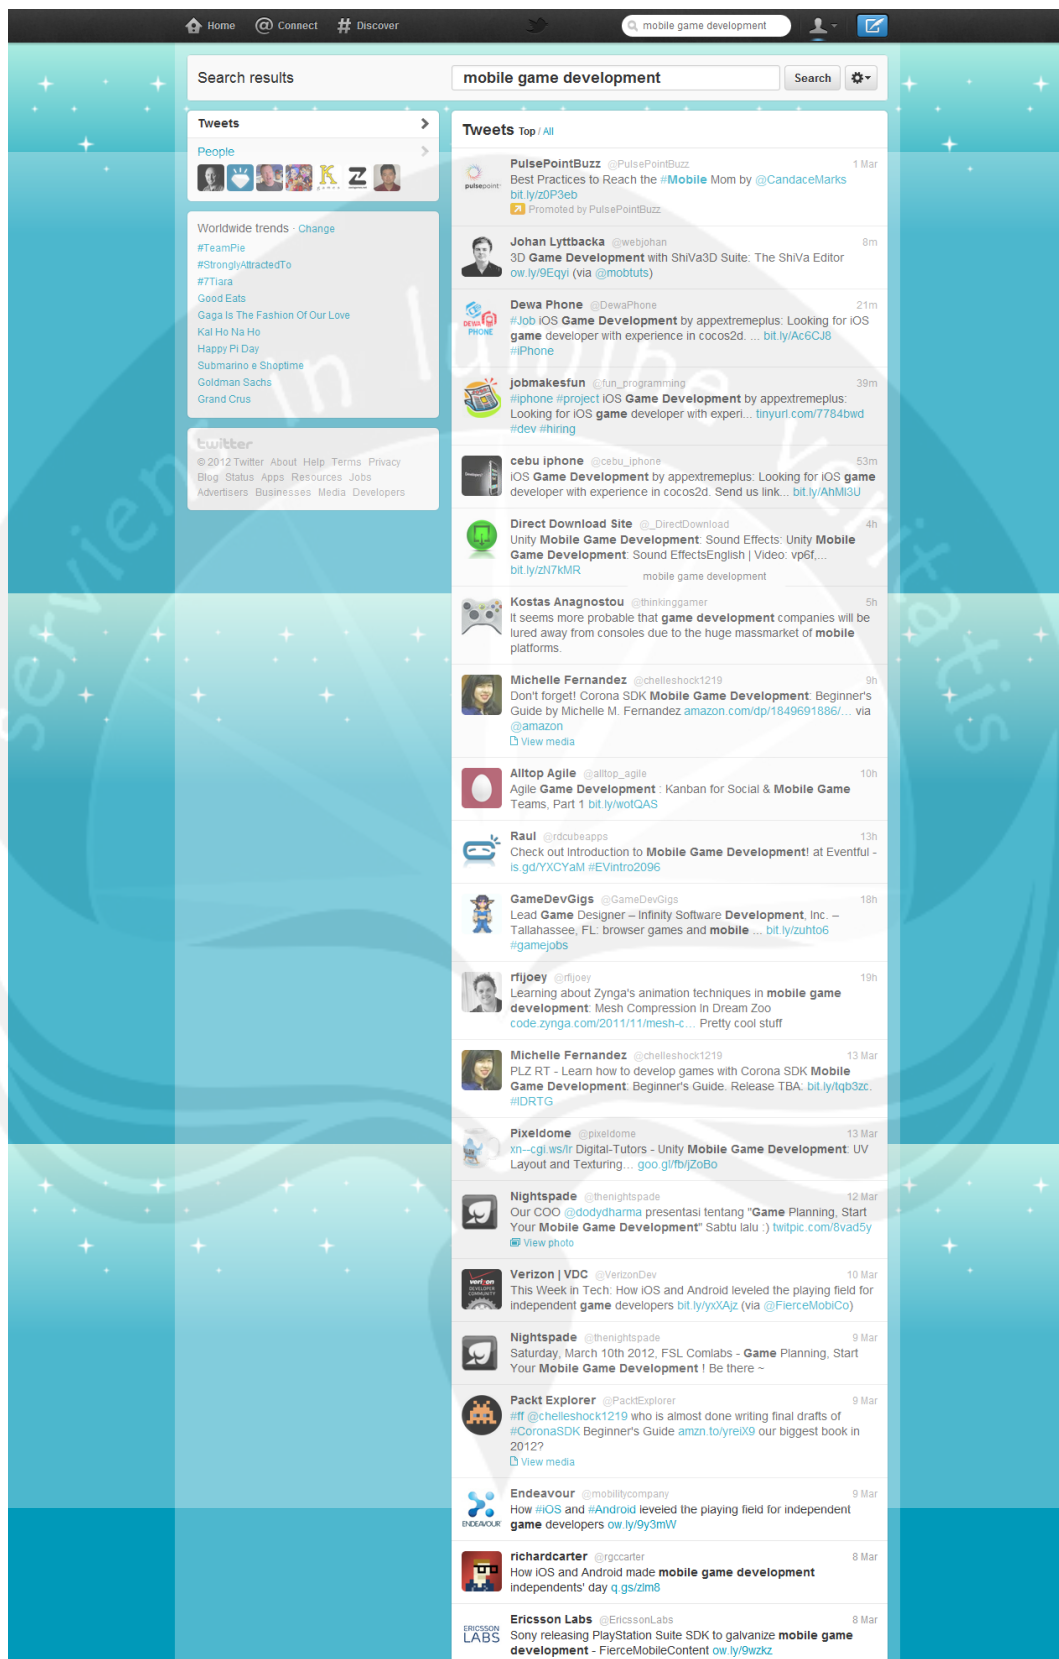 Home @ Connect # Discover
mobile game development
Search results
mobile game development
Search
Tweets
People
Worldwide trends · Change
#TeamPie
#StronglyAttractedTo
#7Tiara
Good Eats
Gaga Is The Fashion Of Our Love
Kal Ho Na Ho
Happy Pi Day
Submarino e Shoptime
Goldman Sachs
Grand Crus
twitter
© 2012 Twitter About Help Terms Privacy
Blog Status Apps Resources Jobs
Advertisers Businesses Media Developers
Tweets Top / All
PulsePointBuzz @PulsePointBuzz 1 Mar
Best Practices to Reach the #Mobile Mom by @CandaceMarks
bit.ly/z0P3eb
Promoted by PulsePointBuzz
pulsepoint
Johan Lyttbacka @webjohan 8m
3D Game Development with ShiVa3D Suite: The ShiVa Editor
ow.ly/9Eqyi (via @mobtuts)
Dewa Phone @DewaPhone 21m
#Job iOS Game Development by appextremeplus: Looking for iOS
game developer with experience in cocos2d. ... bit.ly/Ac6CJ8
#iPhone
DEWA
PHONE
jobmakesfun @fun_programming 39m
#iphone #project iOS Game Development by appextremeplus:
Looking for iOS game developer with experi... tinyurl.com/7784bwd
#dev #hiring
cebu iphone @cebu_iphone 53m
iOS Game Development by appextremeplus: Looking for iOS game
developer with experience in cocos2d. Send us link... bit.ly/AhMl3U
Direct Download Site @_DirectDownload 4h
Unity Mobile Game Development: Sound Effects: Unity Mobile
Game Development: Sound EffectsEnglish | Video: vp6f,...
bit.ly/zN7kMR
mobile game development
Kostas Anagnostou @thinkinggamer 5h
It seems more probable that game development companies will be
lured away from consoles due to the huge massmarket of mobile
platforms.
Michelle Fernandez @chelleshock1219 9h
Don't forget! Corona SDK Mobile Game Development: Beginner's
Guide by Michelle M. Fernandez amazon.com/dp/1849691886/... via
@amazon
View media
Alltop Agile @alltop_agile 10h
Agile Game Development : Kanban for Social & Mobile Game
Teams, Part 1 bit.ly/wotQAS
Raul @rdcubeapps 13h
Check out Introduction to Mobile Game Development! at Eventful -
is.gd/YXCYaM #EVintro2096
GameDevGigs @GameDevGigs 18h
Lead Game Designer – Infinity Software Development, Inc. –
Tallahassee, FL: browser games and mobile ... bit.ly/zuhto6
#gamejobs
rfijoey @rfijoey 19h
Learning about Zynga's animation techniques in mobile game
development: Mesh Compression In Dream Zoo
code.zynga.com/2011/11/mesh-c... Pretty cool stuff
Michelle Fernandez @chelleshock1219 13 Mar
PLZ RT - Learn how to develop games with Corona SDK Mobile
Game Development: Beginner's Guide. Release TBA: bit.ly/tqb3zc.
#IDRTG
Pixeldome @pixeldome 13 Mar
xn--cgi.ws/lr Digital-Tutors - Unity Mobile Game Development: UV
Layout and Texturing... goo.gl/fb/jZoBo
Nightspade @thenightspade 12 Mar
Our COO @dodydharma presentasi tentang "Game Planning, Start
Your Mobile Game Development" Sabtu lalu :) twitpic.com/8vad5y
View photo
Verizon | VDC @VerizonDev 10 Mar
This Week in Tech: How iOS and Android leveled the playing field for
independent game developers bit.ly/yxXAjz (via @FierceMobiCo)
Nightspade @thenightspade 9 Mar
Saturday, March 10th 2012, FSL Comlabs - Game Planning, Start
Your Mobile Game Development ! Be there ~
Packt Explorer @PacktExplorer 9 Mar
#ff @chelleshock1219 who is almost done writing final drafts of
#CoronaSDK Beginner's Guide amzn.to/yreiX9 our biggest book in
2012?
View media
Endeavour @mobilitycompany 9 Mar
How #iOS and #Android leveled the playing field for independent
game developers ow.ly/9y3mW
ENDEAVOUR
richardcarter @rgccarter 8 Mar
How iOS and Android made mobile game development
independents' day q.gs/zlm8
Ericsson Labs @EricssonLabs 8 Mar
Sony releasing PlayStation Suite SDK to galvanize mobile game
development - FierceMobileContent ow.ly/9wzkz
ERICSSON
LABS
serviens in lumine veritatis